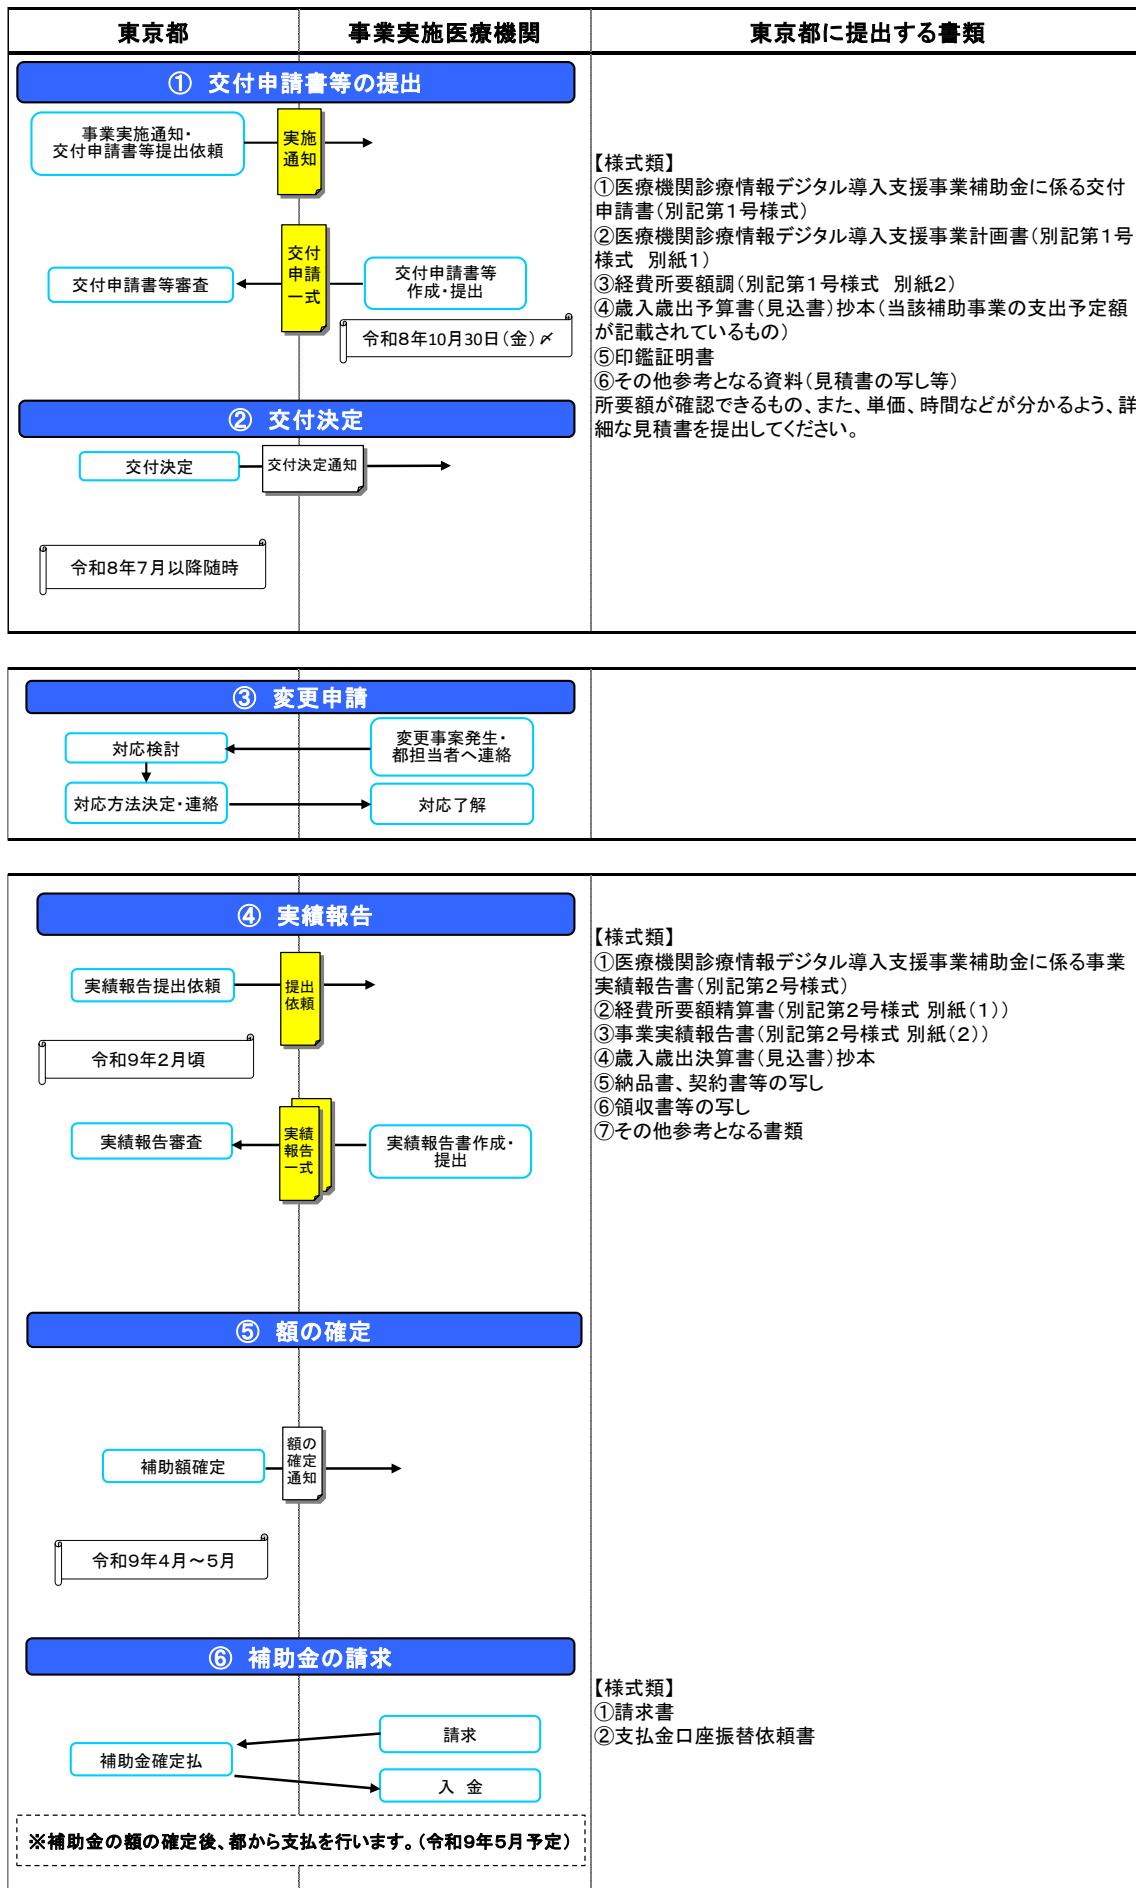 東京都
事業実施医療機関
東京都に提出する書類
① 交付申請書等の提出
事業実施通知・
交付申請書等提出依頼
実施
通知
交付申請書等審査
交付
申請
一式
交付申請書等
作成・提出
令和8年10月30日(金)〆
【様式類】
①医療機関診療情報デジタル導入支援事業補助金に係る交付
申請書(別記第1号様式)
②医療機関診療情報デジタル導入支援事業計画書(別記第1号
様式 別紙1)
③経費所要額調(別記第1号様式 別紙2)
④歳入歳出予算書(見込書)抄本(当該補助事業の支出予定額
が記載されているもの)
⑤印鑑証明書
⑥その他参考となる資料(見積書の写し等)
所要額が確認できるもの、また、単価、時間などが分かるよう、詳
細な見積書を提出してください。
② 交付決定
交付決定
交付決定通知
令和8年7月以降随時
③ 変更申請
対応検討
変更事案発生・
都担当者へ連絡
対応方法決定・連絡
対応了解
④ 実績報告
実績報告提出依頼
提出
依頼
令和9年2月頃
実績報告審査
実績
報告
一式
実績報告書作成・
提出
【様式類】
①医療機関診療情報デジタル導入支援事業補助金に係る事業
実績報告書(別記第2号様式)
②経費所要額精算書(別記第2号様式 別紙(1))
③事業実績報告書(別記第2号様式 別紙(2))
④歳入歳出決算書(見込書)抄本
⑤納品書、契約書等の写し
⑥領収書等の写し
⑦その他参考となる書類
⑤ 額の確定
補助額確定
額の
確定
通知
令和9年4月~5月
⑥ 補助金の請求
補助金確定払
請求
入 金
【様式類】
①請求書
②支払金口座振替依頼書
※補助金の額の確定後、都から支払を行います。(令和9年5月予定)